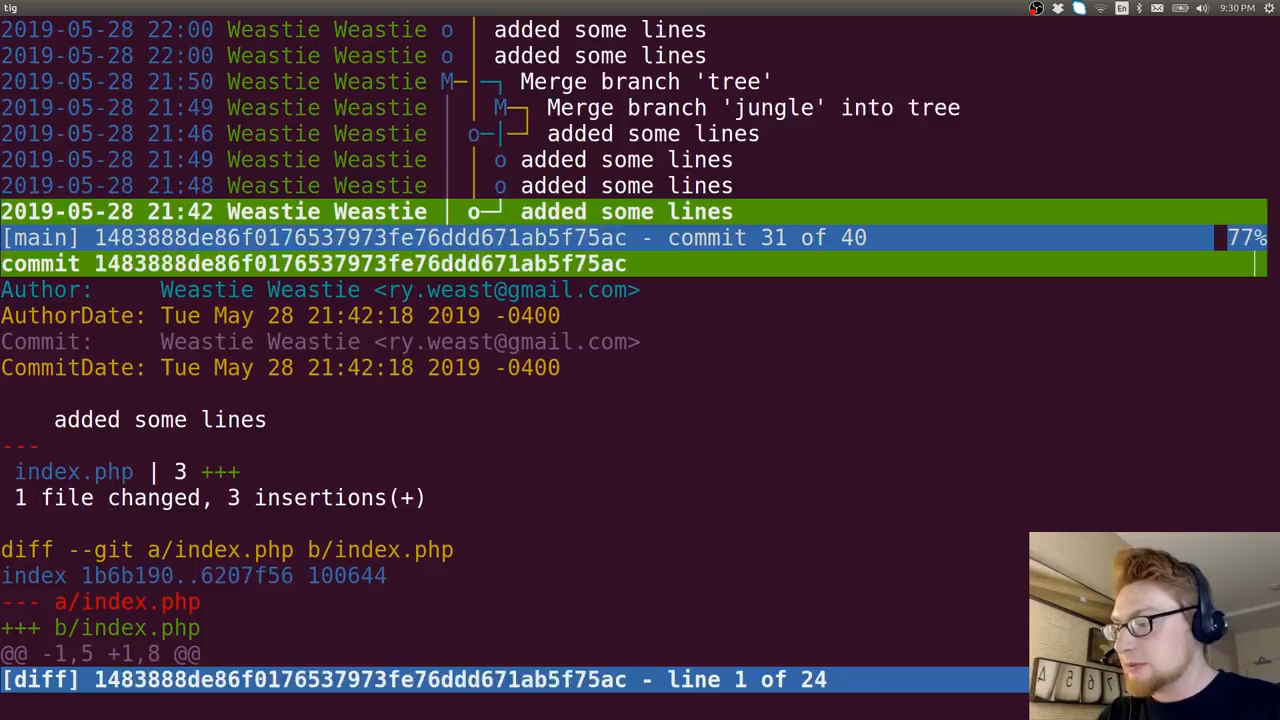 tig
En
9:30 PM
2019-05-28 22:00 Weastie Weastie o │ added some lines
2019-05-28 22:00 Weastie Weastie o │ added some lines
2019-05-28 21:50 Weastie Weastie M─│─┐ Merge branch 'tree'
2019-05-28 21:49 Weastie Weastie │ │ M─┐ Merge branch 'jungle' into tree
2019-05-28 21:46 Weastie Weastie │ o─│─┘ added some lines
2019-05-28 21:49 Weastie Weastie │ │ o added some lines
2019-05-28 21:48 Weastie Weastie │ │ o added some lines
2019-05-28 21:42 Weastie Weastie │ o─┘ added some lines
[main] 1483888de86f0176537973fe76ddd671ab5f75ac - commit 31 of 40 77%
commit 1483888de86f0176537973fe76ddd671ab5f75ac
Author: Weastie Weastie <ry.weast@gmail.com>
AuthorDate: Tue May 28 21:42:18 2019 -0400
Commit: Weastie Weastie <ry.weast@gmail.com>
CommitDate: Tue May 28 21:42:18 2019 -0400
added some lines
---
index.php | 3 +++
1 file changed, 3 insertions(+)
diff --git a/index.php b/index.php
index 1b6b190..6207f56 100644
--- a/index.php
+++ b/index.php
@@ -1,5 +1,8 @@
[diff] 1483888de86f0176537973fe76ddd671ab5f75ac - line 1 of 24